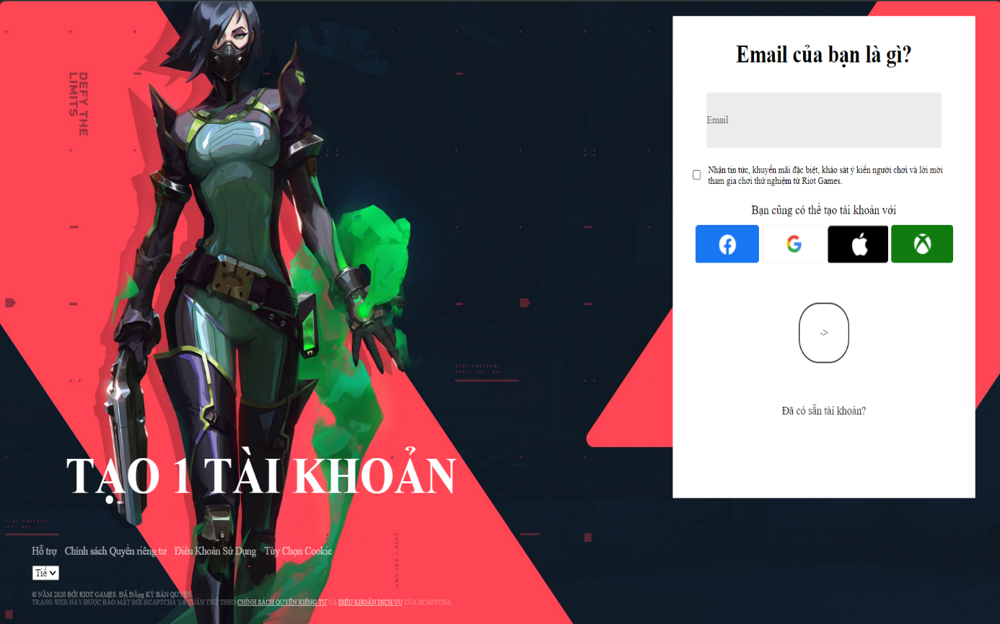 Email của bạn là gì?
DEFY THE
LIMITS
Email
Nhận tin tức, khuyến mãi đặc biệt, khảo sát ý kiến người chơi và lời mời
tham gia chơi thử nghiệm từ Riot Games.
Bạn cũng có thể tạo tài khoản với
->
Đã có sẵn tài khoản?
TẠO 1 TÀI KHOẢN
Hỗ trợ Chính sách Quyền riêng tư Điều Khoản Sử Dụng Tùy Chọn Cookie
Tiế
© NĂM 2020 BỞI RIOT GAMES. ĐÃ ĐĂng KÝ BẢN QUYỀN
TRANG WEB NÀY ĐƯỢC BẢO MẬT BỞI HCAPTCHA VÀ TUÂN THỦ THEO CHÍNH SÁCH QUYỀN RIÊNG TƯ VÀ ĐIỀU KHOẢN DỊCH VỤ CỦA HCAPTCHA.